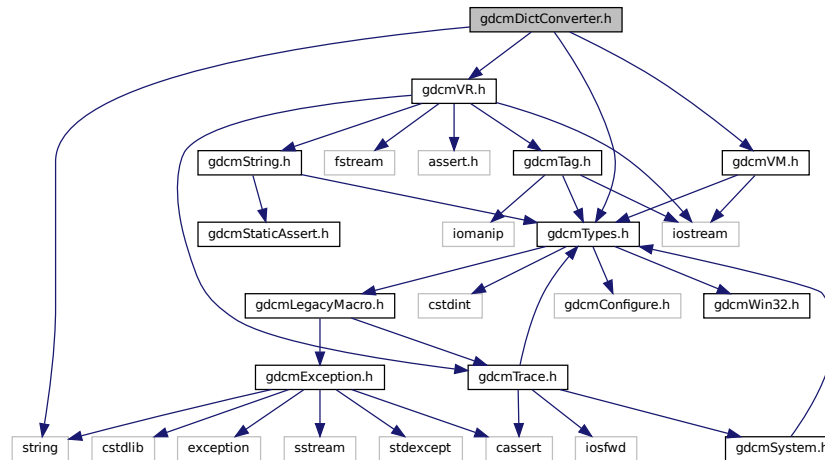 gdcmDictConverter.h
gdcmVR.h
gdcmString.h
fstream
assert.h
gdcmTag.h
gdcmVM.h
gdcmStaticAssert.h
iomanip
gdcmTypes.h
iostream
gdcmLegacyMacro.h
cstdint
gdcmConfigure.h
gdcmWin32.h
gdcmException.h
gdcmTrace.h
string
cstdlib
exception
sstream
stdexcept
cassert
iosfwd
gdcmSystem.h